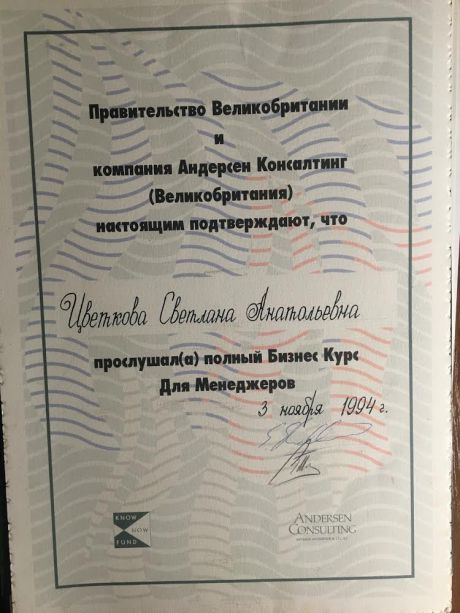 Правительство Великобритании
и
компания Андерсен Консалтинг
(Великобритания)
настоящим подтверждают, что
Цветкова Светлана Анатольевна
прослушал(а) полный Бизнес Курс
Для Менеджеров
3 ноября 1994 г.
KNOW
HOW
FUND
ANDERSEN
CONSULTING